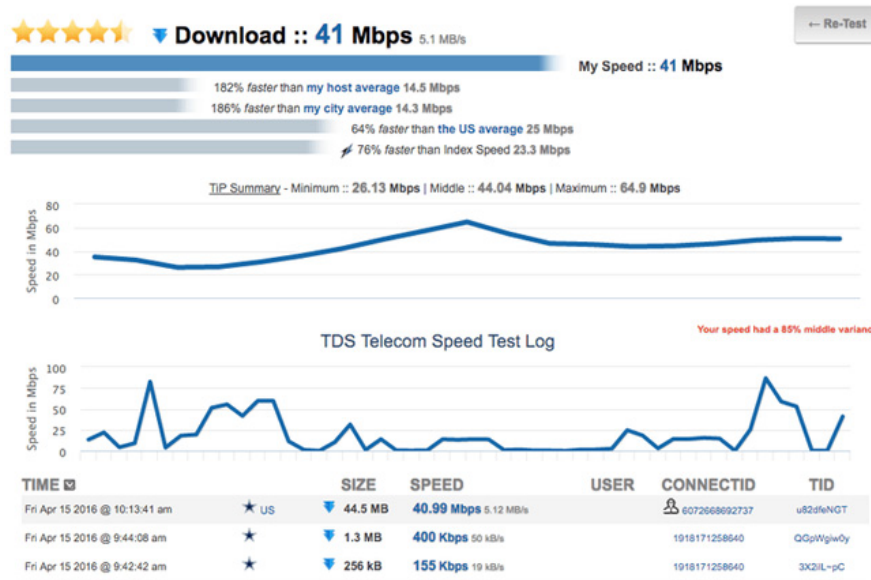 ← Re-Test
Download :: 41 Mbps 5.1 MB/s
My Speed :: 41 Mbps
182% faster than my host average 14.5 Mbps
186% faster than my city average 14.3 Mbps
64% faster than the US average 25 Mbps
76% faster than Index Speed 23.3 Mbps
TiP Summary - Minimum :: 26.13 Mbps | Middle :: 44.04 Mbps | Maximum :: 64.9 Mbps
Speed in Mbps
80
60
40
20
0
Your speed had a 85% middle varianc
TDS Telecom Speed Test Log
Speed in Mbps
100
75
50
25
0
TIME SIZE SPEED USER CONNECTID TID
Fri Apr 15 2016 @ 10:13:41 am US 44.5 MB 40.99 Mbps 5.12 MB/s 6072668692737 u82dfeNGT
Fri Apr 15 2016 @ 9:44:08 am 1.3 MB 400 Kbps 50 kB/s 1918171258640 QGpWgiw0y
Fri Apr 15 2016 @ 9:42:42 am 256 kB 155 Kbps 19 kB/s 1918171258640